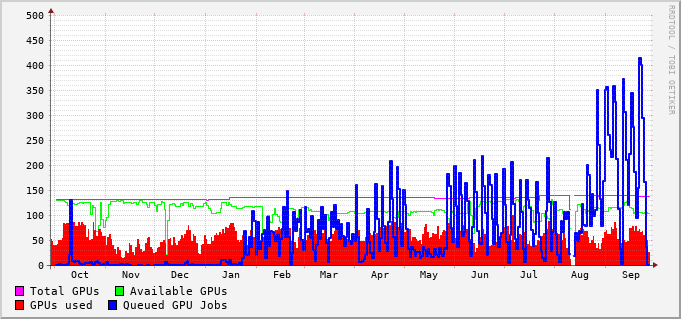 500
450
400
350
300
250
200
150
100
50
0
Oct Nov Dec Jan Feb Mar Apr May Jun Jul Aug Sep
Total GPUs Available GPUs
GPUs used Queued GPU Jobs
RRDTOOL / TOBI OETIKER